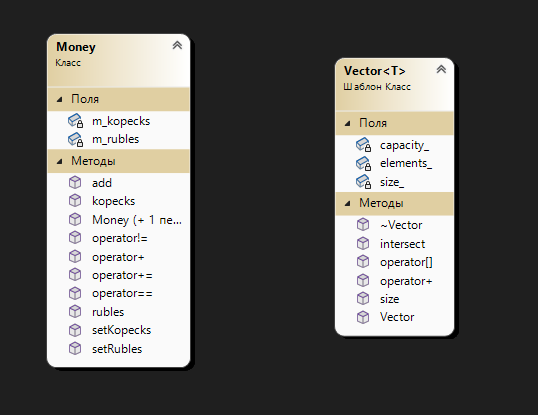 Money
Класс
Поля
m_kopecks
m_rubles
Методы
add
kopecks
Money (+ 1 пе...
operator!=
operator+
operator+=
operator==
rubles
setKopecks
setRubles
Vector<T>
Шаблон Класс
Поля
capacity_
elements_
size_
Методы
~Vector
intersect
operator[]
operator+
size
Vector